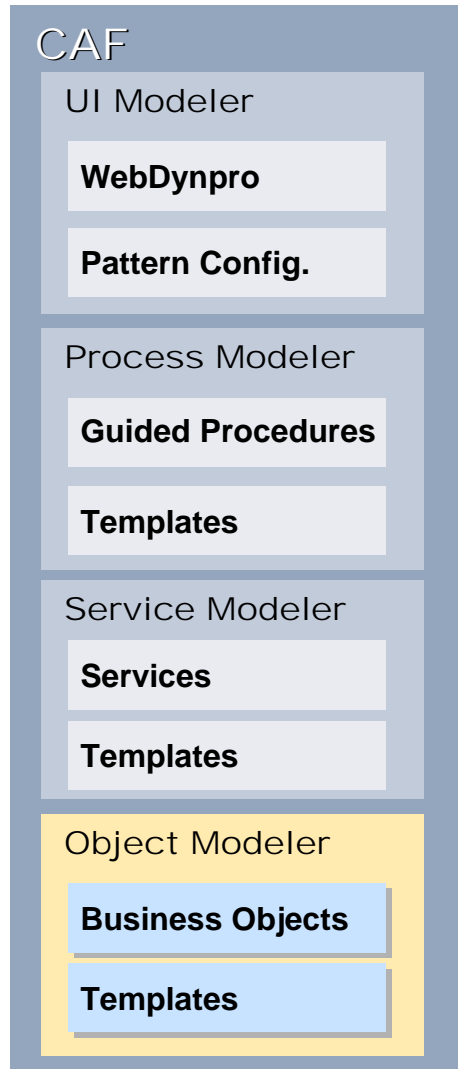 CAF
UI Modeler
WebDynpro
Pattern Config.
Process Modeler
Guided Procedures
Templates
Service Modeler
Services
Templates
Object Modeler
Business Objects
Templates